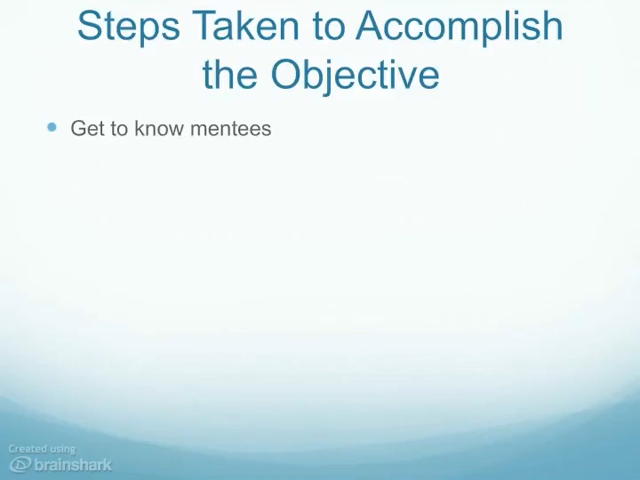 Steps Taken to Accomplish
the Objective
Get to know mentees
Created using
brainshark